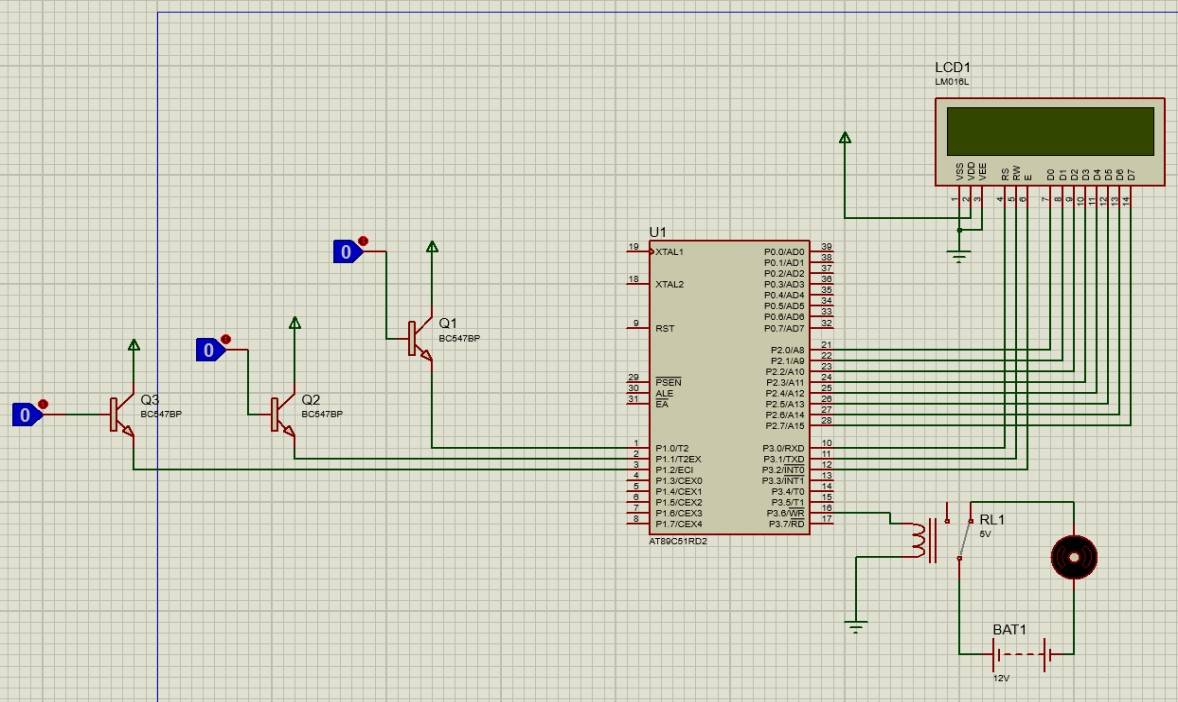 LCD1
LM016L
VSS
VDD
VEE
RS
RW
E
D0
D1
D2
D3
D4
D5
D6
D7
1
2
3
4
5
6
7
8
9
10
11
12
13
14
U1
19 XTAL1
18 XTAL2
9 RST
29 PSEN
30 ALE
31 EA
1 P1.0/T2
2 P1.1/T2EX
3 P1.2/ECI
4 P1.3/CEX0
5 P1.4/CEX1
6 P1.5/CEX2
7 P1.6/CEX3
8 P1.7/CEX4
P0.0/AD0 39
P0.1/AD1 38
P0.2/AD2 37
P0.3/AD3 36
P0.4/AD4 35
P0.5/AD5 34
P0.6/AD6 33
P0.7/AD7 32
P2.0/A8 21
P2.1/A9 22
P2.2/A10 23
P2.3/A11 24
P2.4/A12 25
P2.5/A13 26
P2.6/A14 27
P2.7/A15 28
P3.0/RXD 10
P3.1/TXD 11
P3.2/INT0 12
P3.3/INT1 13
P3.4/T0 14
P3.5/T1 15
P3.6/WR 16
P3.7/RD 17
AT89C51RD2
0
Q1
BC547BP
0
Q2
BC547BP
0
Q3
BC547BP
RL1
5V
BAT1
12V